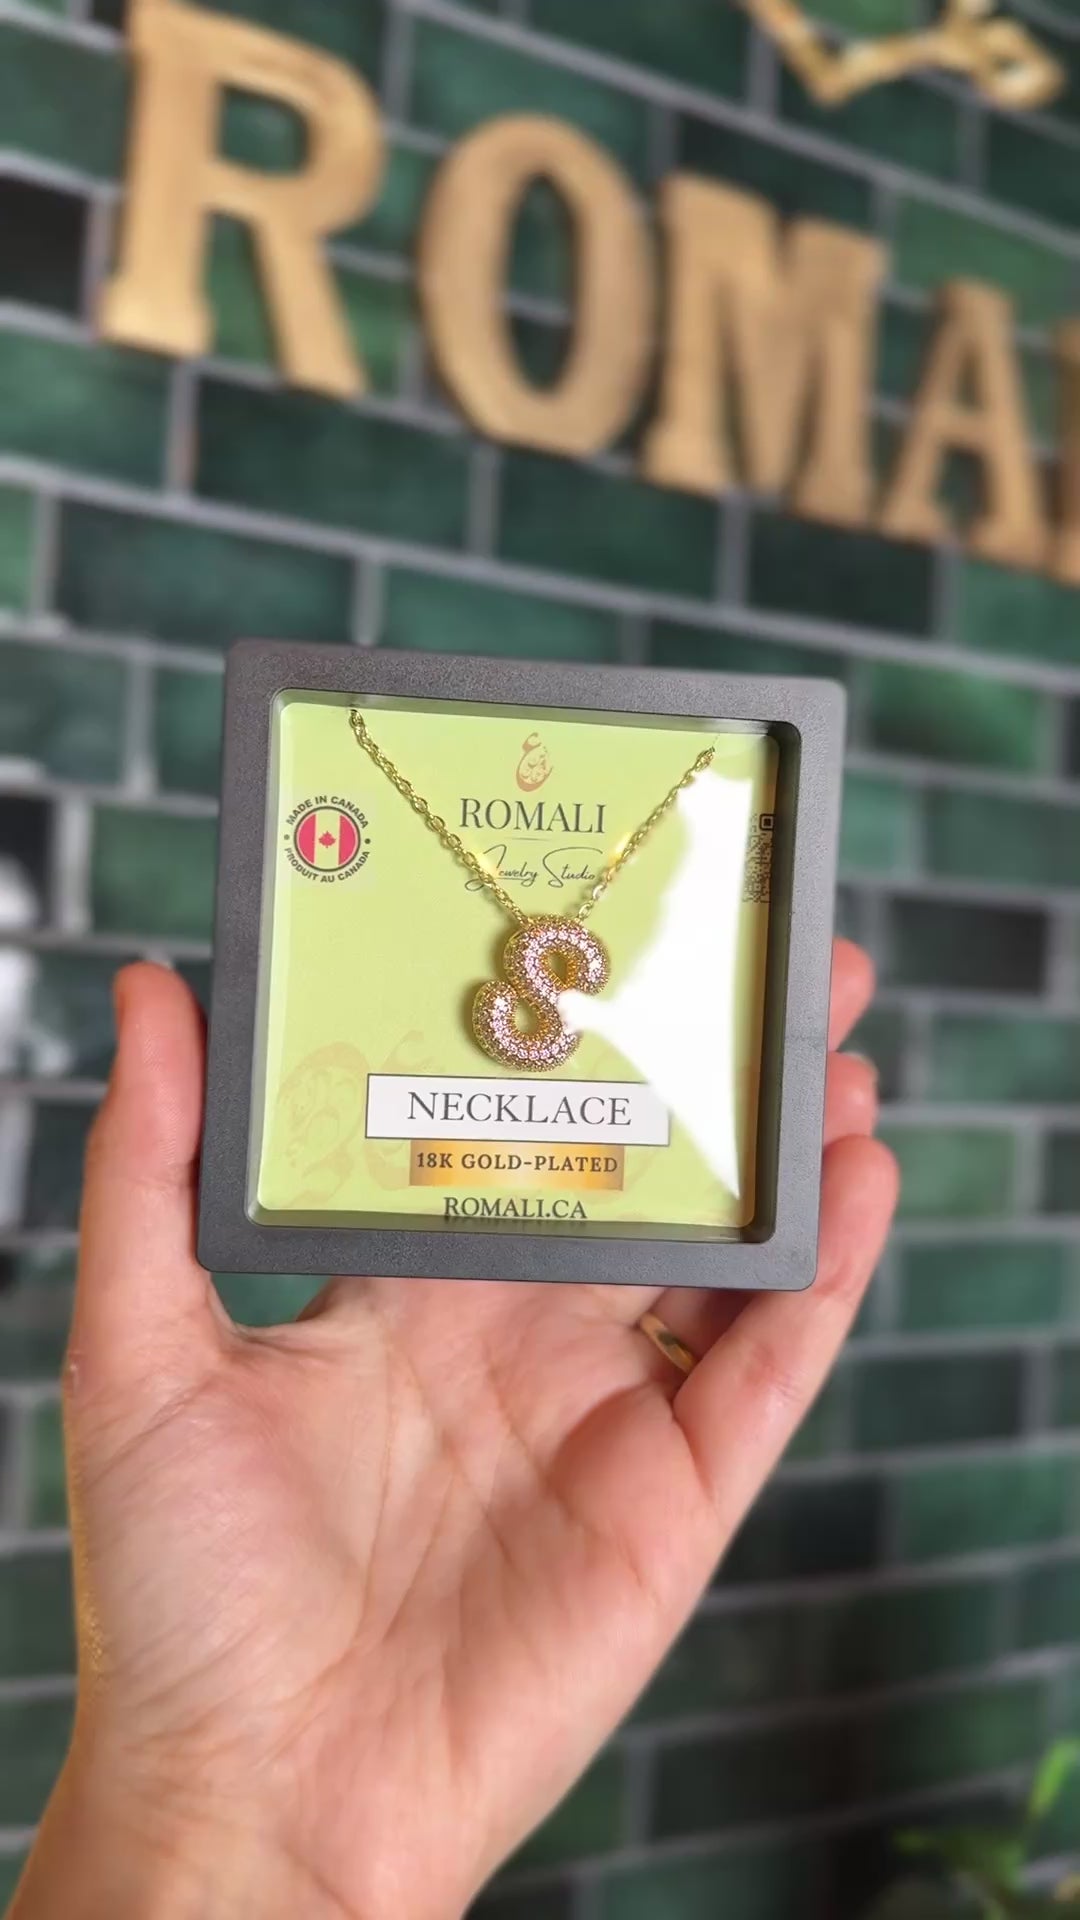 ROMA
ROMALI
Jewelry Studio
MADE IN CANADA
PRODUIT AU CANADA
NECKLACE
18K GOLD-PLATED
ROMALI.CA